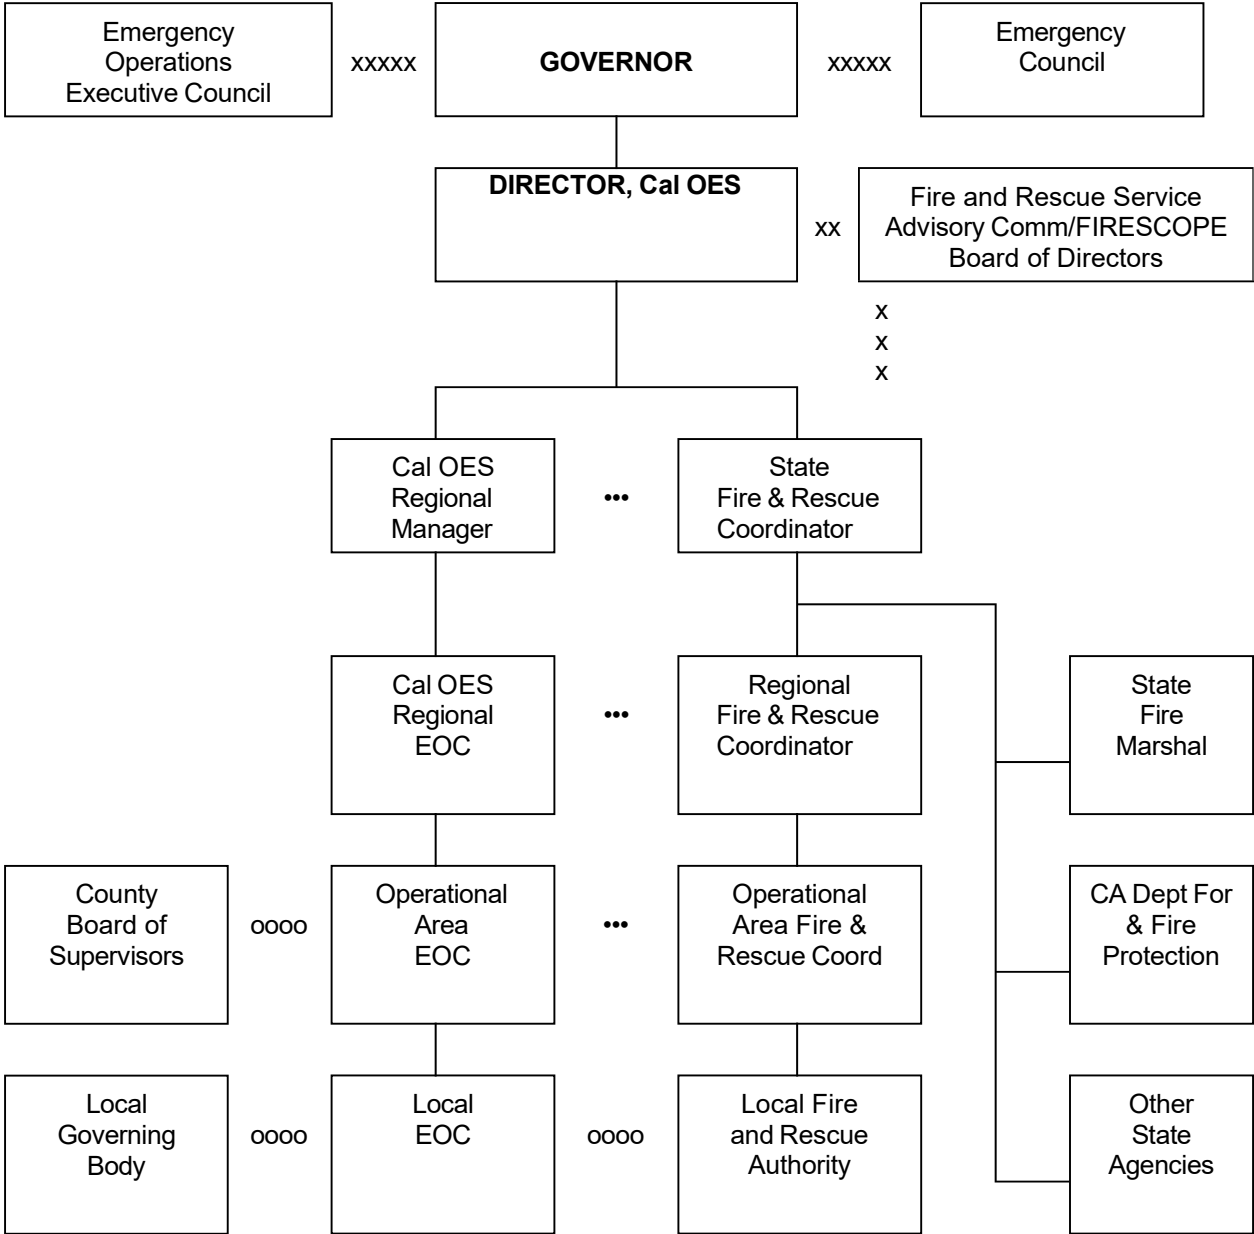 Emergency
Operations
Executive Council
xxxxx
GOVERNOR
xxxxx
Emergency
Council
DIRECTOR, Cal OES
xx
Fire and Rescue Service
Advisory Comm/FIRESCOPE
Board of Directors
x
x
x
Cal OES
Regional
Manager
•••
State
Fire & Rescue
Coordinator
Cal OES
Regional
EOC
•••
Regional
Fire & Rescue
Coordinator
State
Fire
Marshal
County
Board of
Supervisors
oooo
Operational
Area
EOC
•••
Operational
Area Fire &
Rescue Coord
CA Dept For
& Fire
Protection
Local
Governing
Body
oooo
Local
EOC
oooo
Local Fire
and Rescue
Authority
Other
State
Agencies